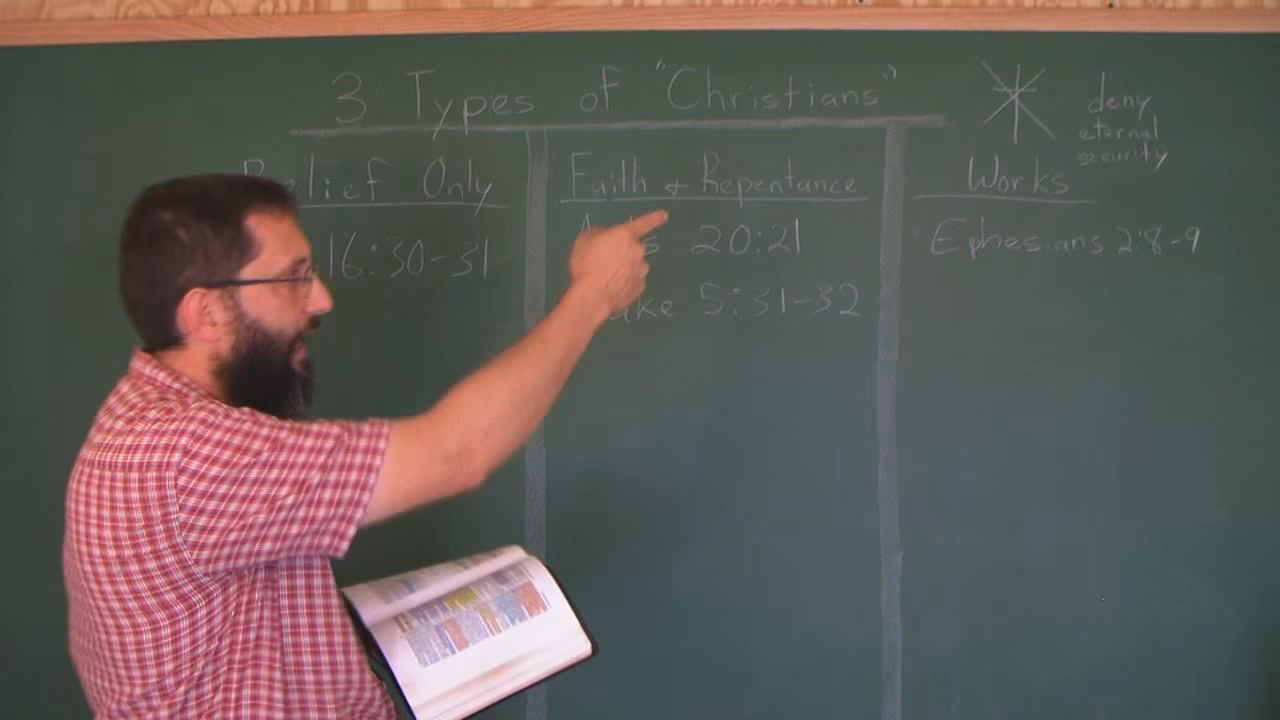 3 Types of "Christians"
deny
eternal
security
Belief Only
16:30-31
Faith & Repentance
Acts 20:21
Luke 5:31-32
Works
Ephesians 2:8-9